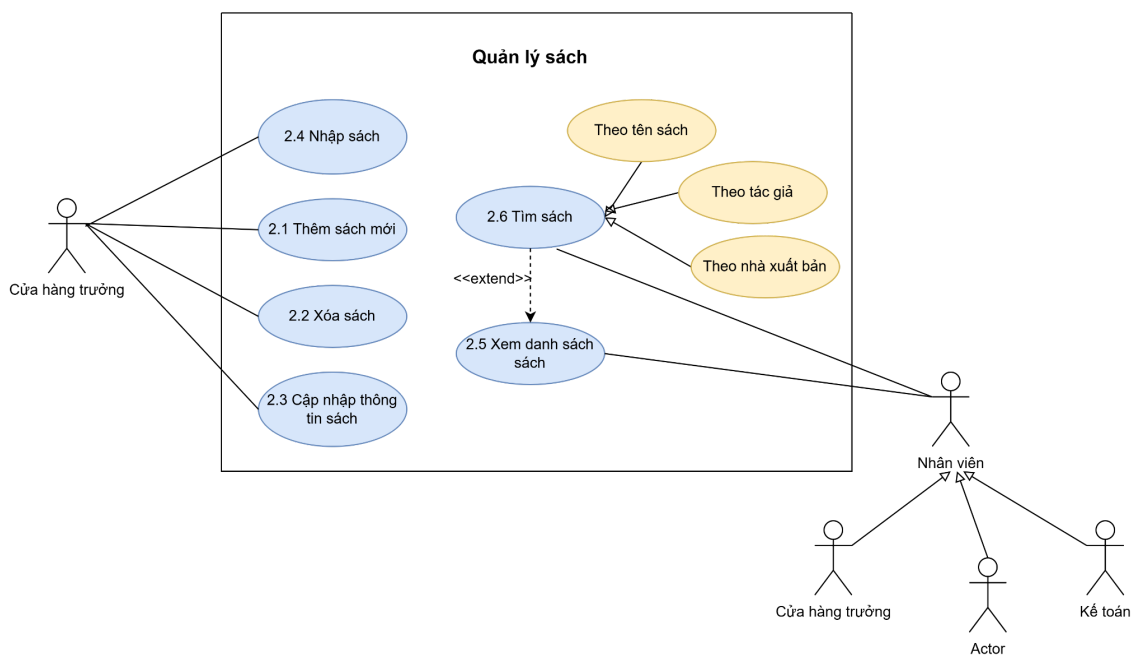 Quản lý sách
2.4 Nhập sách
Theo tên sách
Theo tác giả
2.6 Tìm sách
2.1 Thêm sách mới
Theo nhà xuất bản
<<extend>>
Cửa hàng trưởng
2.2 Xóa sách
2.5 Xem danh sách
sách
2.3 Cập nhập thông
tin sách
Nhân viên
Cửa hàng trưởng
Kế toán
Actor